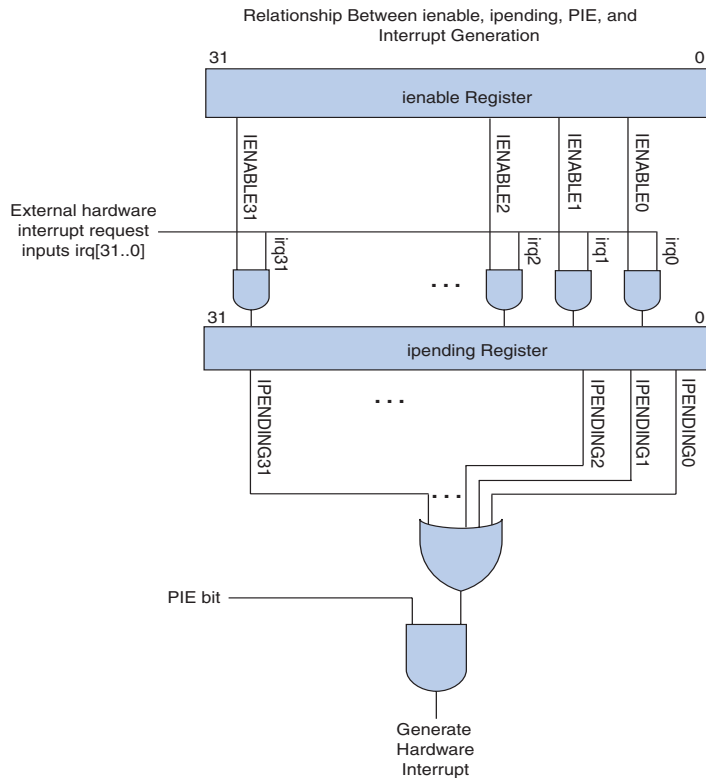 Relationship Between ienable, ipending, PIE, and
Interrupt Generation
31
0
ienable Register
IENABLE31
IENABLE2
IENABLE1
IENABLE0
External hardware
interrupt request
inputs irq[31..0]
irq31
irq2
irq1
irq0
. . .
31
0
ipending Register
IPENDING31
. . .
IPENDING2
IPENDING1
IPENDING0
. . .
PIE bit
Generate
Hardware
Interrupt